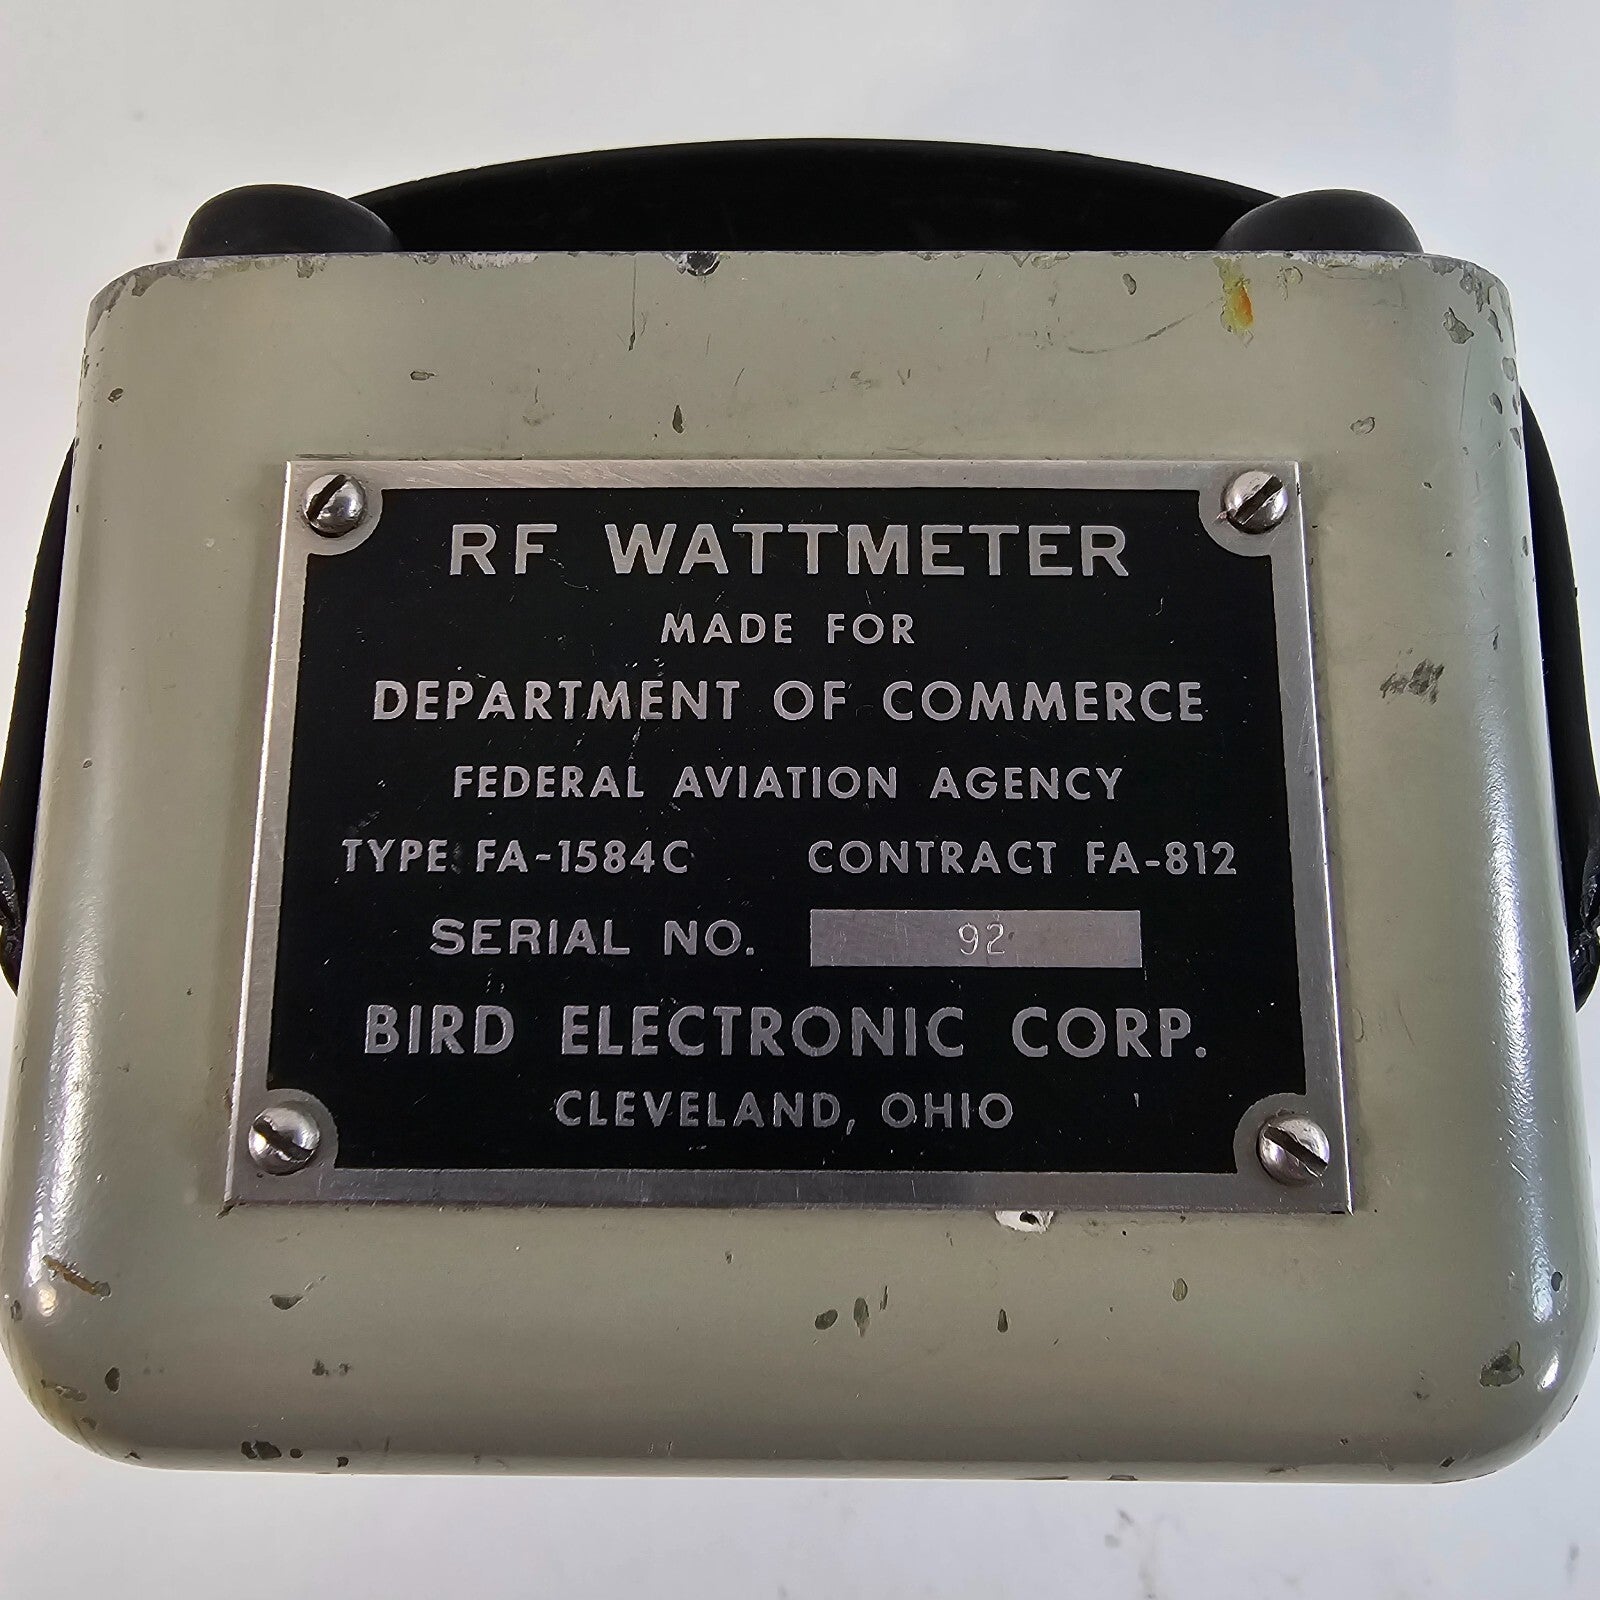 RF WATTMETER
MADE FOR
DEPARTMENT OF COMMERCE
FEDERAL AVIATION AGENCY
TYPE FA-1584C CONTRACT FA-812
SERIAL NO. 92
BIRD ELECTRONIC CORP.
CLEVELAND, OHIO